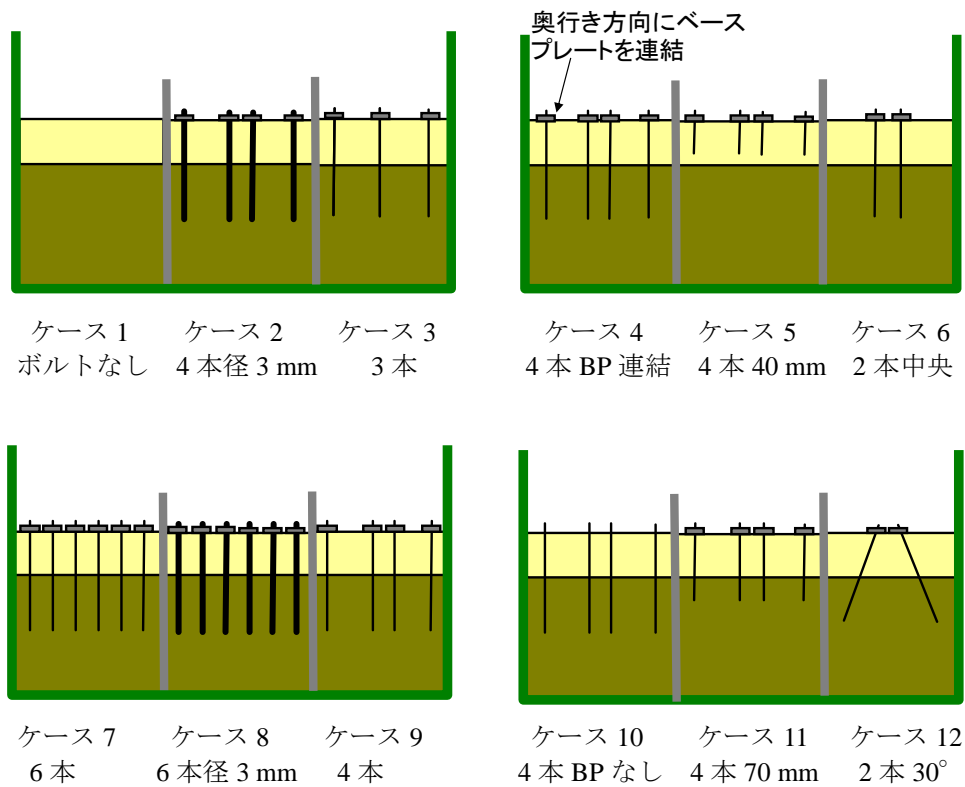 奥行き方向にベース
プレートを連結
ケース 1 ケース 2 ケース 3
ボルトなし 4 本径 3 mm 3 本
ケース 4 ケース 5 ケース 6
4 本 BP 連結 4 本 40 mm 2 本中央
ケース 7 ケース 8 ケース 9
6 本 6 本径 3 mm 4 本
ケース 10 ケース 11 ケース 12
4 本 BP なし 4 本 70 mm 2 本 30°